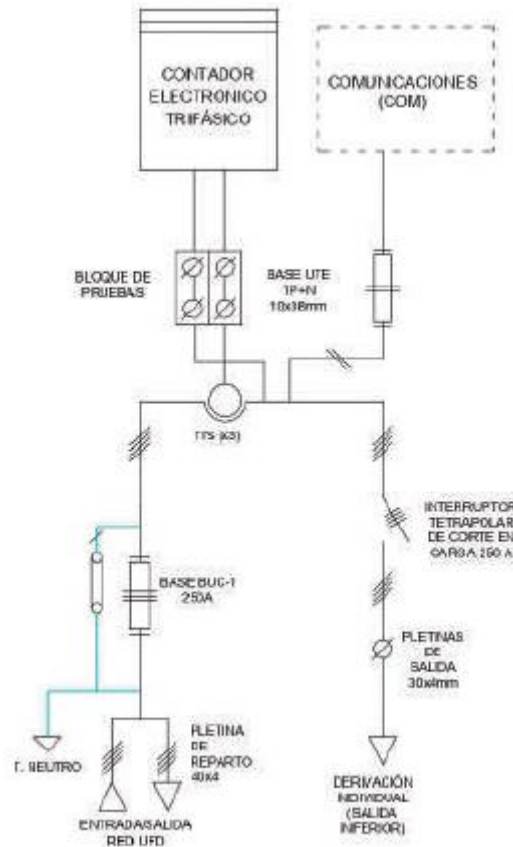 CONTADOR
ELECTRONICO
TRIFÁSICO
COMUNICACIONES
(COM)
BLOQUE DE
PRUEBAS
BASE UTE
1P+N
10x38mm
INTERRUPTOR
TETRAPOLAR
DE CORTE EN
CARGA 250 A
BASE BUC-1
250A
PLETINAS
DE
SALIDA
30x4mm
T. NEUTRO
PLETINA
DE
REPARTO
40x4
ENTRADA/SALIDA
RED UFD
DERIVACIÓN
INDIVIDUAL
(SALIDA
INFERIOR)